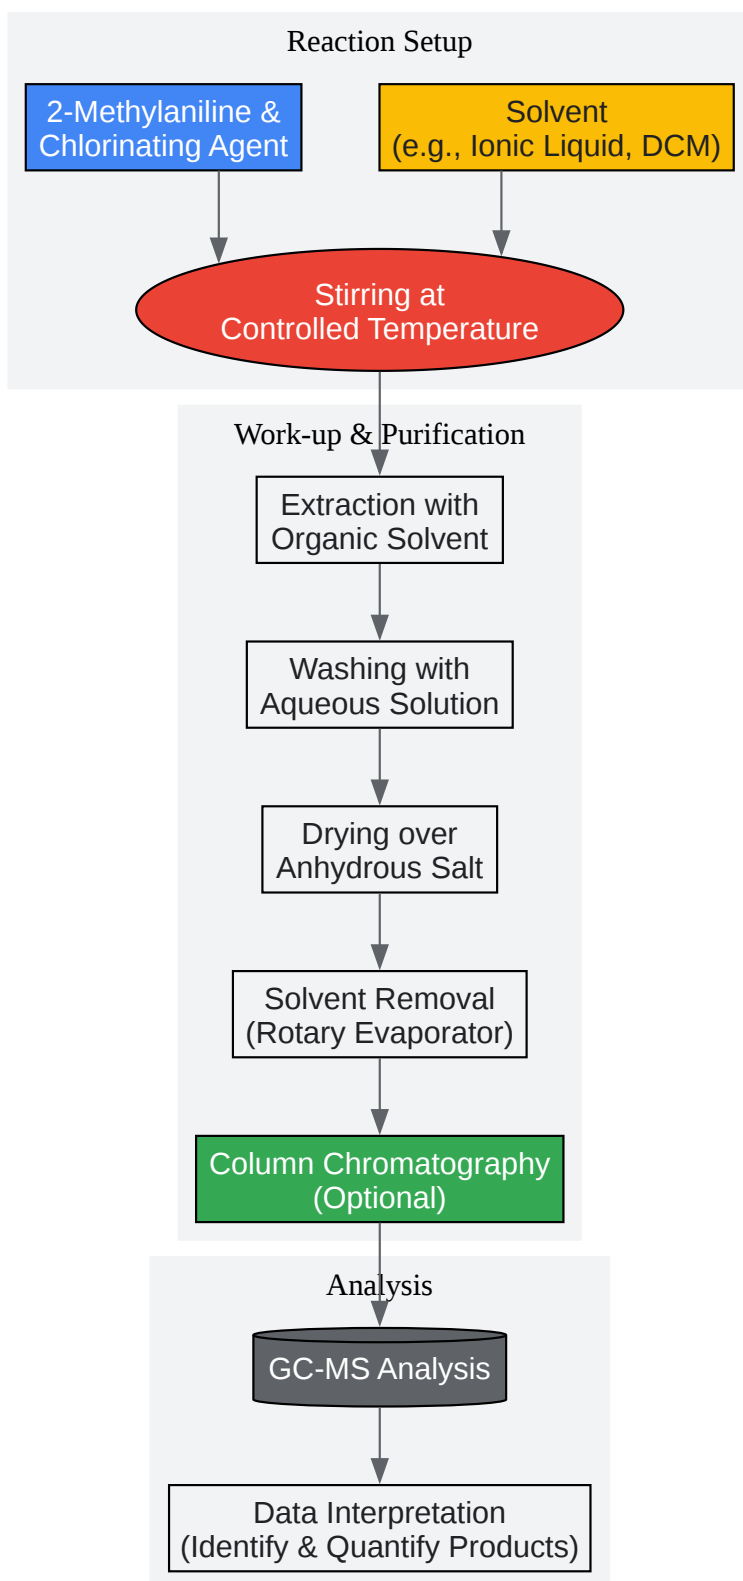 Reaction Setup
2-Methylaniline &
Chlorinating Agent
Solvent
(e.g., Ionic Liquid, DCM)
Stirring at
Controlled Temperature
Work-up & Purification
Extraction with
Organic Solvent
Washing with
Aqueous Solution
Drying over
Anhydrous Salt
Solvent Removal
(Rotary Evaporator)
Column Chromatography
(Optional)
Analysis
GC-MS Analysis
Data Interpretation
(Identify & Quantify Products)